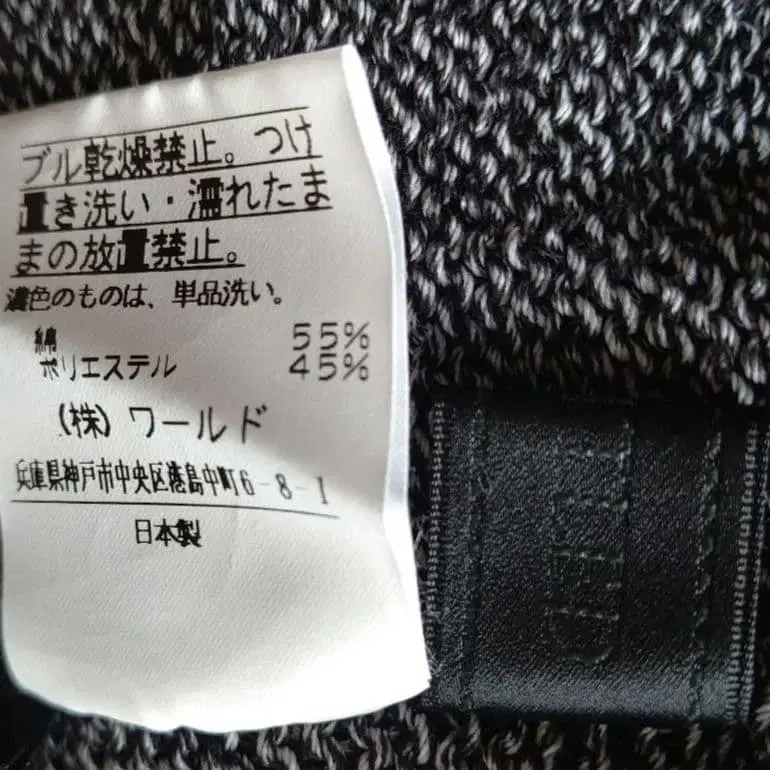 ブル乾燥禁止。つけ
置き洗い・濡れたま
まの放置禁止。
濃色のものは、単品洗い。
綿 55%
ポリエステル 45%
(株)ワールド
兵庫県神戸市中央区港島中町6-8-1
日本製